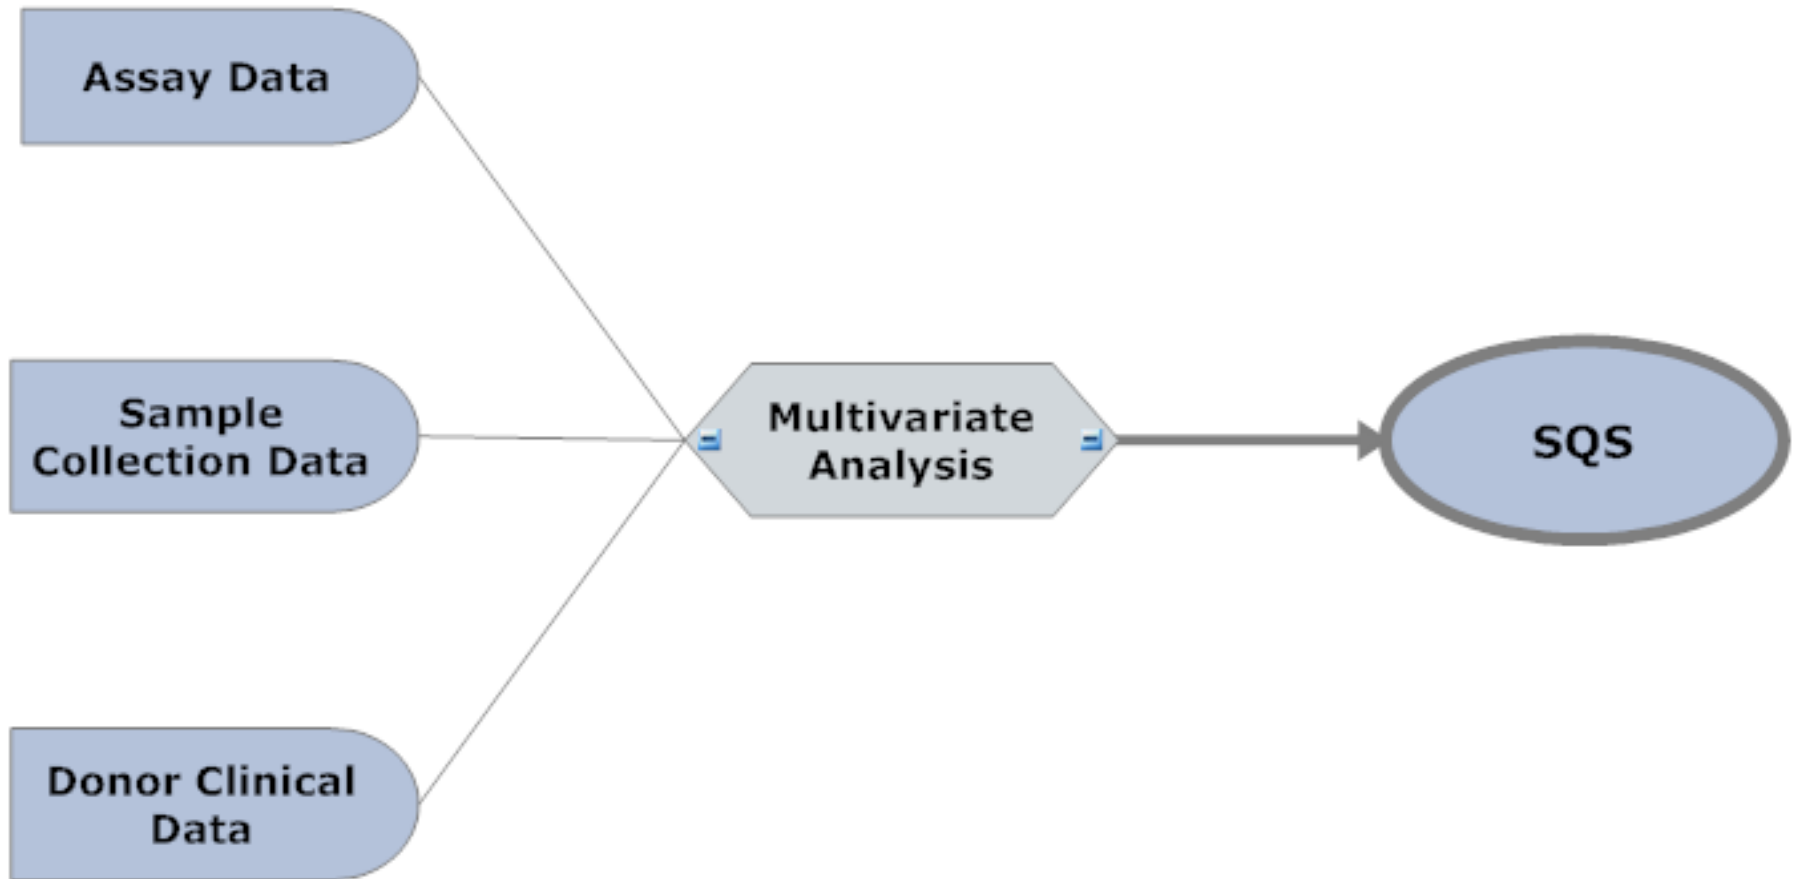 Assay Data
Sample
Collection Data
Multivariate
Analysis
SQS
Donor Clinical
Data